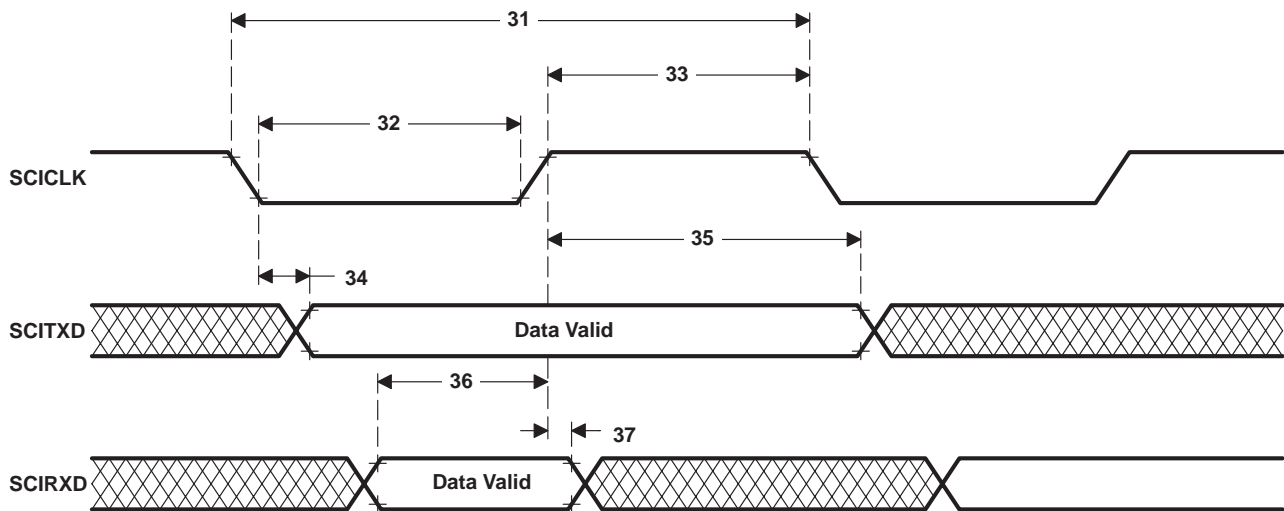 31
33
32
SCICLK
35
34
SCITXD
Data Valid
36
37
SCIRXD
Data Valid